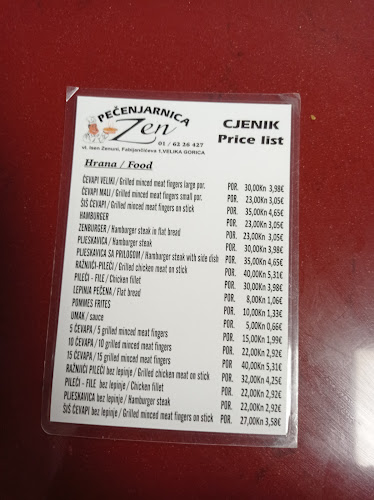 PEČENJARNICA
Zen
01 / 62 26 427
vl. Isen Zenuni, Fabijančićeva 1,VELIKA GORICA
CJENIK
Price list
Hrana / Food
ĆEVAPI VELIKI / Grilled minced meat fingers large por. POR. 30,00Kn 3,98€
ĆEVAPI MALI / Grilled minced meat fingers small por. POR. 23,00Kn 3,05€
ŠIŠ ĆEVAPI / Grilled minced meat fingers on stick POR. 35,00Kn 4,65€
HAMBURGER POR. 23,00Kn 3,05€
ZENBURGER / Hamburger steak in flat bread POR. 23,00Kn 3,05€
PLJESKAVICA / Hamburger steak POR. 30,00Kn 3,98€
PLJESKAVICA SA PRILOGOM / Hamburger steak with side dish POR. 35,00Kn 4,65€
RAŽNJIĆI-PILEĆI / Grilled chicken meat on stick POR. 40,00Kn 5,31€
PILEĆI - FILE / Chicken fillet POR. 30,00Kn 3,98€
LEPINJA PEČENA / Flat bread POR. 8,00Kn 1,06€
POMMES FRITES POR. 10,00Kn 1,33€
UMAK / sauce POR. 5,00Kn 0,66€
5 ĆEVAPA / 5 grilled minced meat fingers POR. 15,00Kn 1,99€
10 ĆEVAPA / 10 grilled minced meat fingers POR. 22,00Kn 2,92€
15 ĆEVAPA / 15 grilled minced meat fingers POR. 40,00Kn 5,31€
RAŽNJIĆI PILEĆI bez lepinje / Grilled chicken meat on stick POR. 32,00Kn 4,25€
PILEĆI - FILE bez lepinje / Chicken fillet POR. 22,00Kn 2,92€
PLJESKAVICA bez lepinje / Hamburger steak POR. 22,00Kn 2,92€
ŠIŠ ĆEVAPI bez lepinje / Grilled minced meat fingers on stick POR. 27,00Kn 3,58€